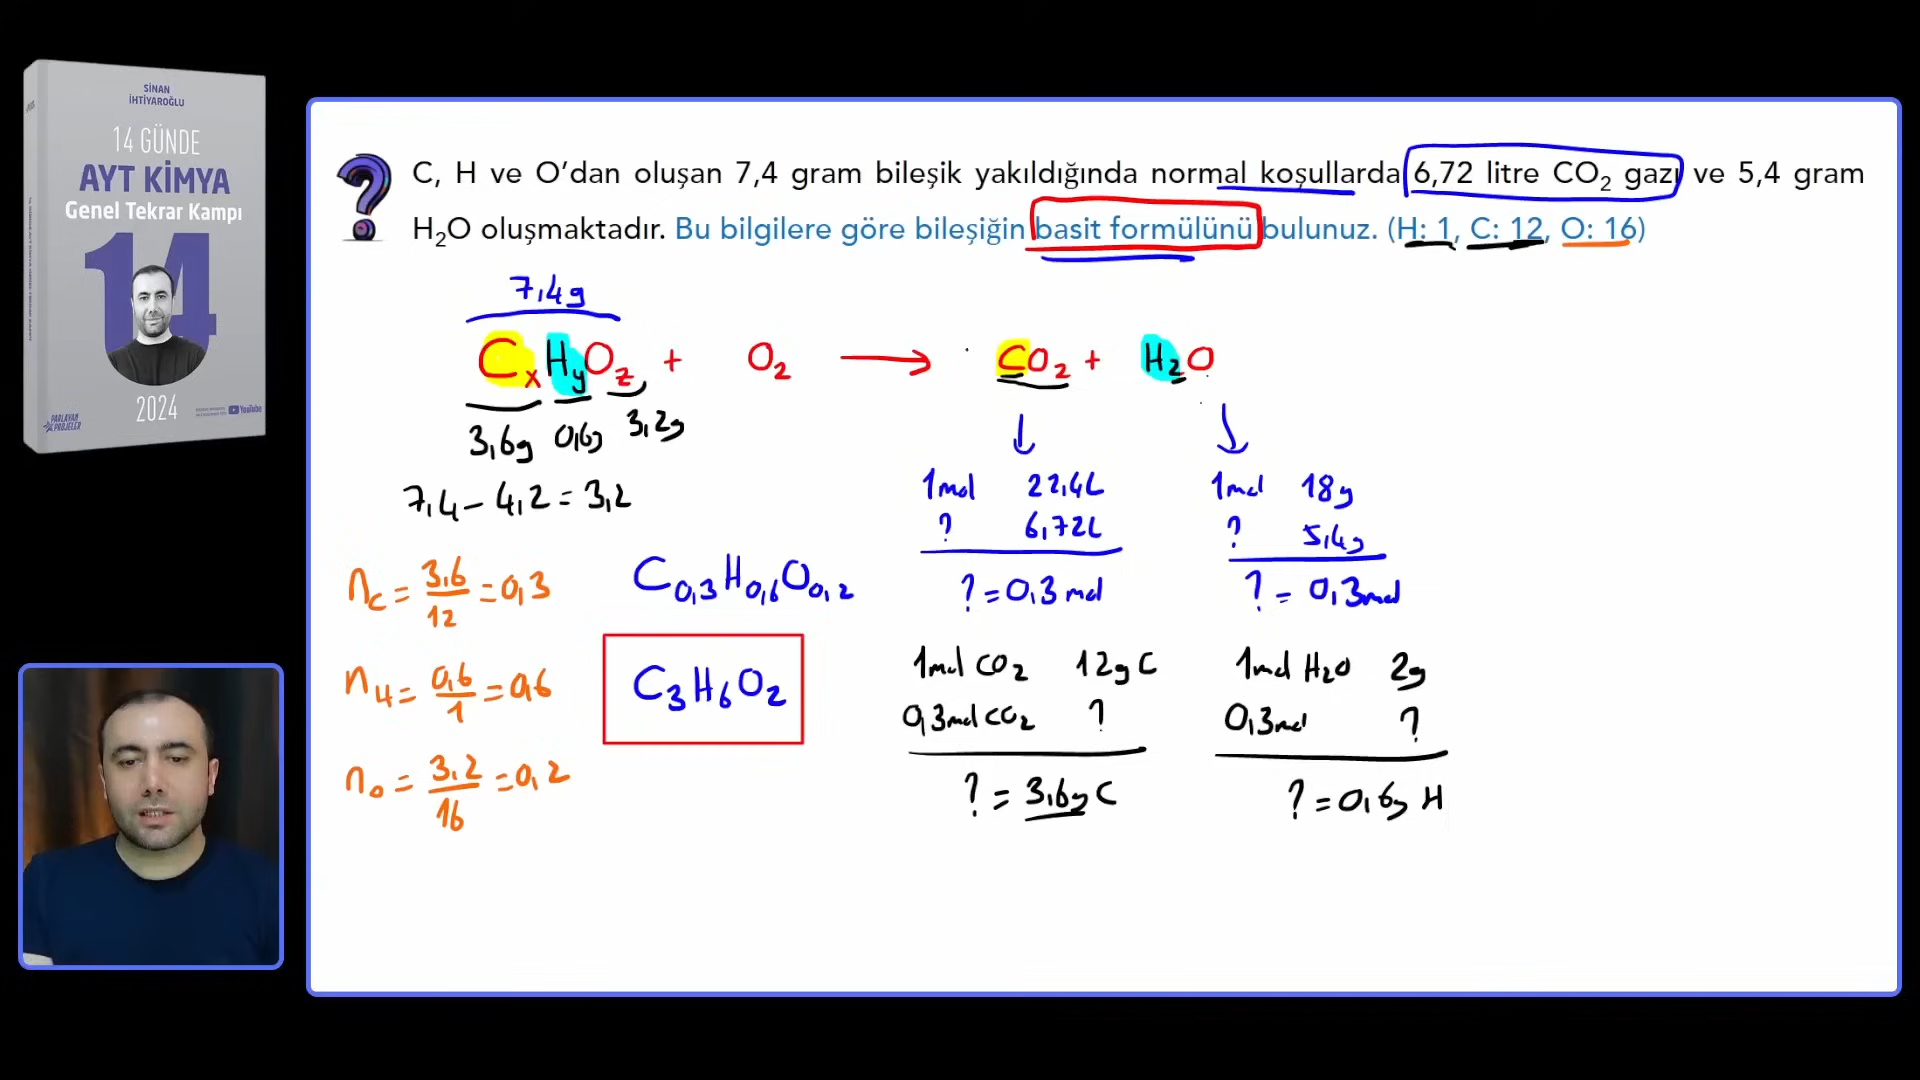 SİNAN
İHTİYAROĞLU
14 GÜNDE
AYT KİMYA
Genel Tekrar Kampı
14
2024
PARLAYAN
PROJELER
YouTube
C, H ve O'dan oluşan 7,4 gram bileşik yakıldığında normal koşullarda 6,72 litre CO₂ gazı ve 5,4 gram
H₂O oluşmaktadır. Bu bilgilere göre bileşiğin basit formülünü bulunuz. (H: 1, C: 12, O: 16)
7,4g
CxHyOz + O₂ → CO₂ + H₂O
3,6g 0,6g 3,2g
7,4 – 4,2 = 3,2
nC = 3,6/12 = 0,3
nH = 0,6/1 = 0,6
nO = 3,2/16 = 0,2
C0,3H0,6O0,2
C₃H₆O₂
1mol 22,4L
? 6,72L
? = 0,3 mol
1mol CO₂ 12g C
0,3mol CO₂ ?
? = 3,6g C
1mol 18g
? 5,4g
? = 0,3mol
1mol H₂O 2g
0,3mol ?
? = 0,6g H